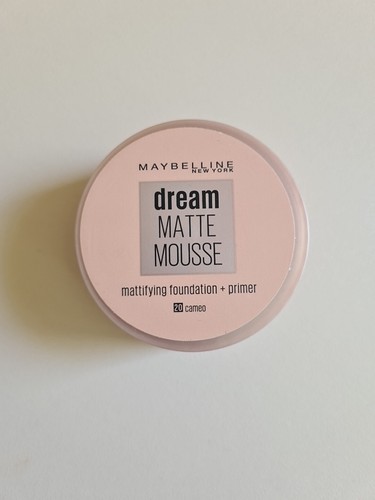 MAYBELLINE
NEW YORK
dream
MATTE
MOUSSE
mattifying foundation + primer
20 cameo